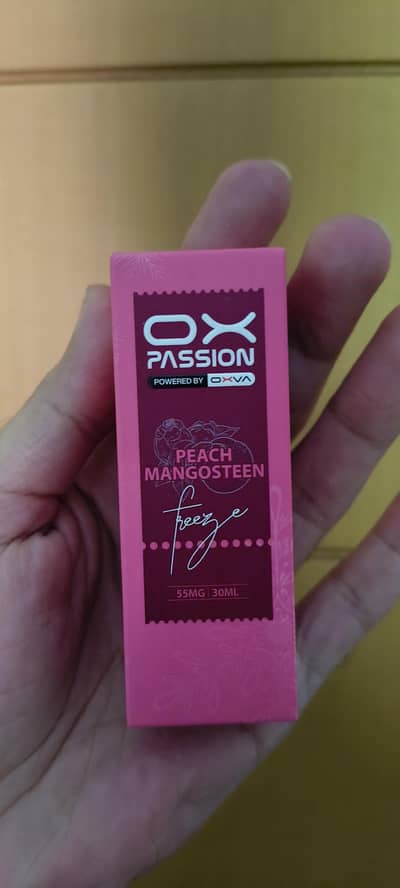 OX
PASSION
POWERED BY OXVA
PEACH
MANGOSTEEN
freeze
55MG 30ML